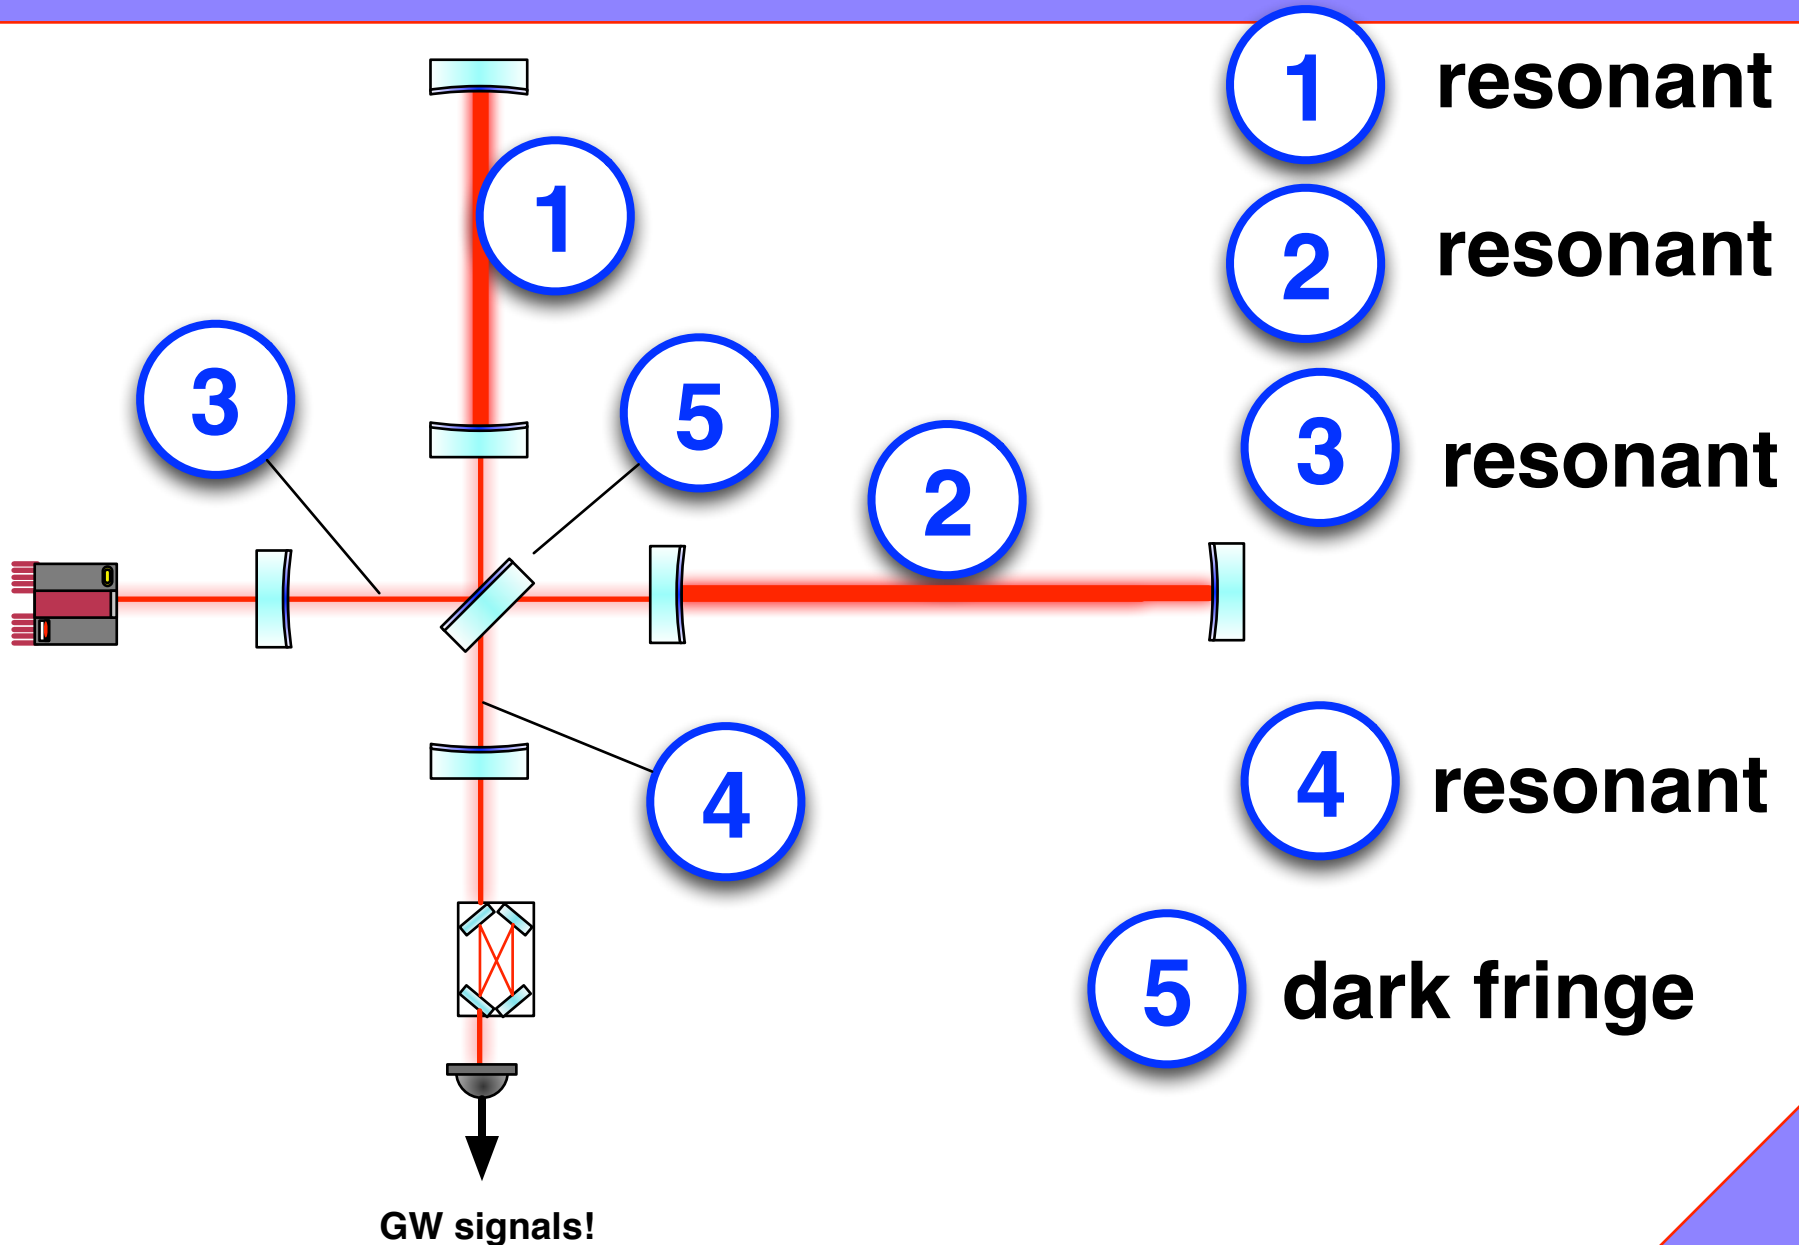 1 resonant
1
2 resonant
3
5
3 resonant
2
4 resonant
4
5 dark fringe
GW signals!